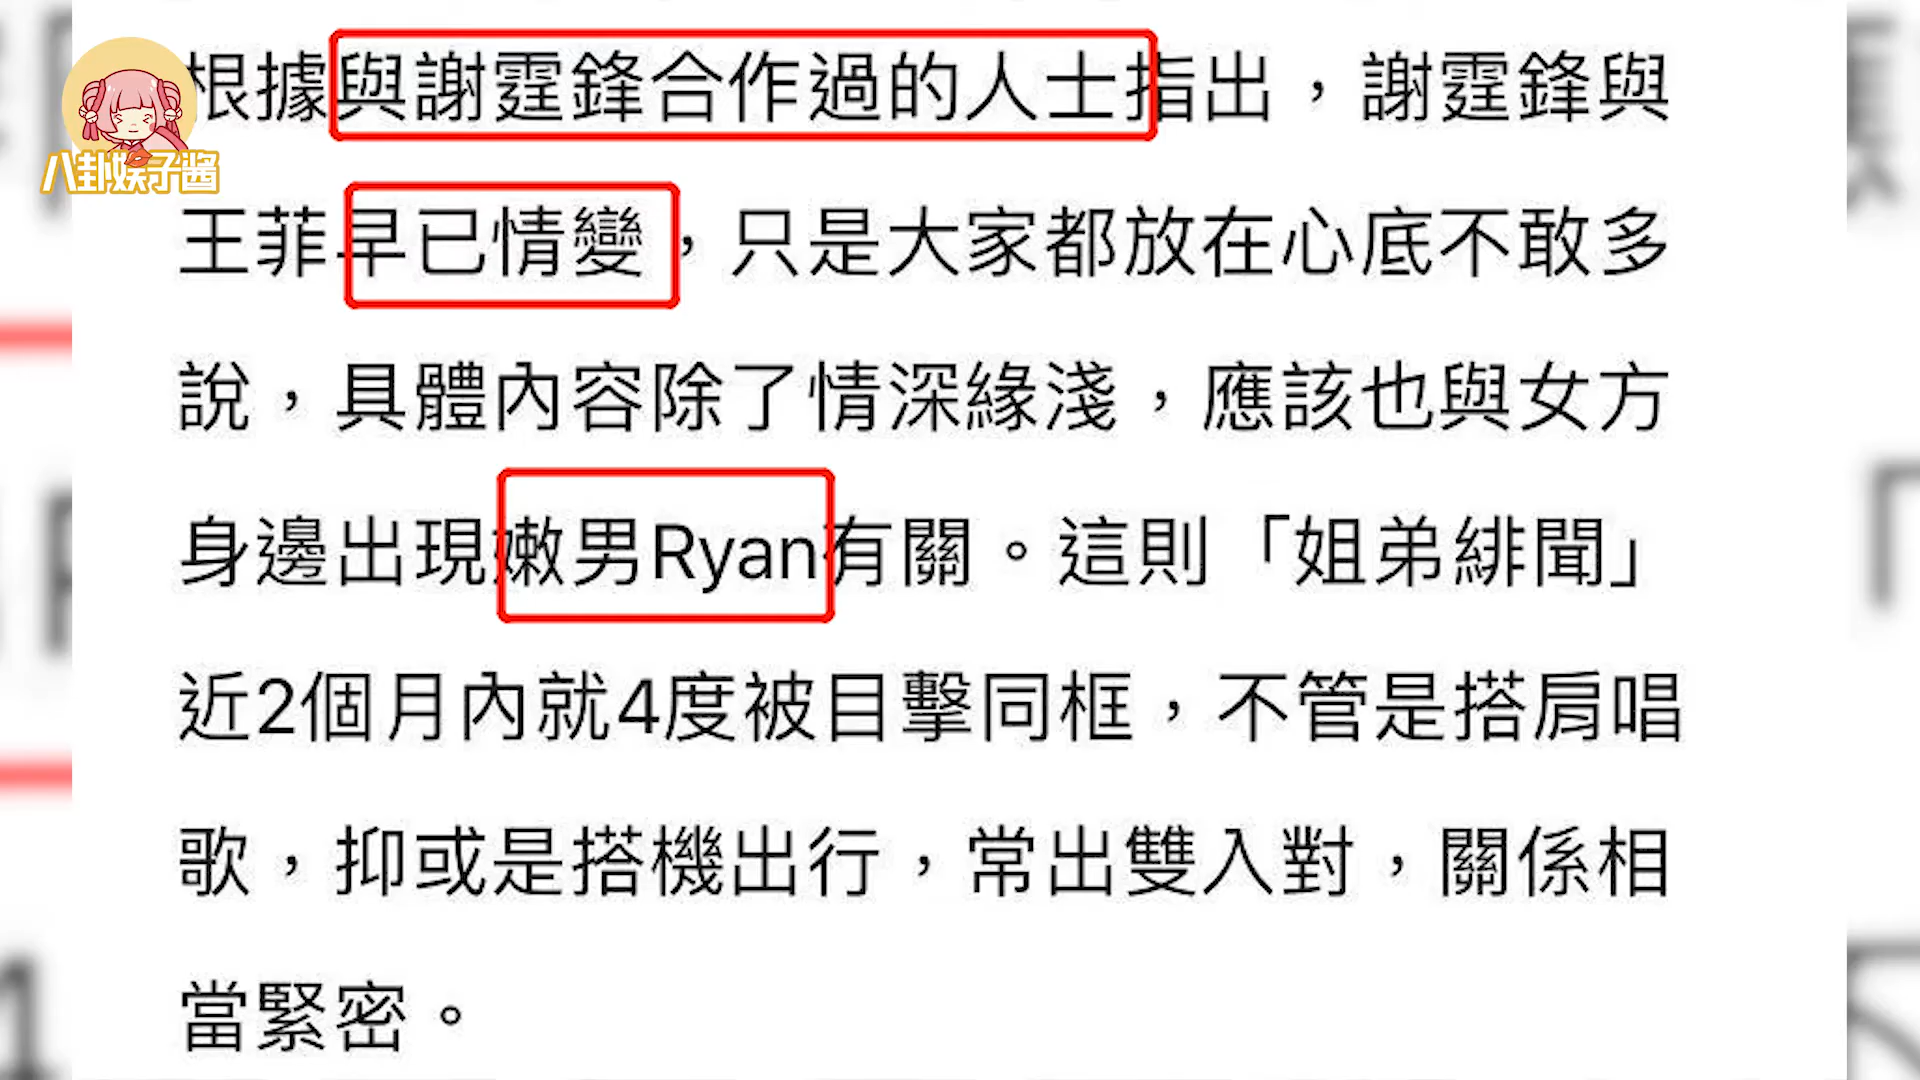 八卦娱子酱
根據與謝霆鋒合作過的人士指出，謝霆鋒與
王菲早已情變，只是大家都放在心底不敢多
說，具體內容除了情深緣淺，應該也與女方
身邊出現嫩男Ryan有關。這則「姐弟緋聞」
近2個月內就4度被目擊同框，不管是搭肩唱
歌，抑或是搭機出行，常出雙入對，關係相
當緊密。